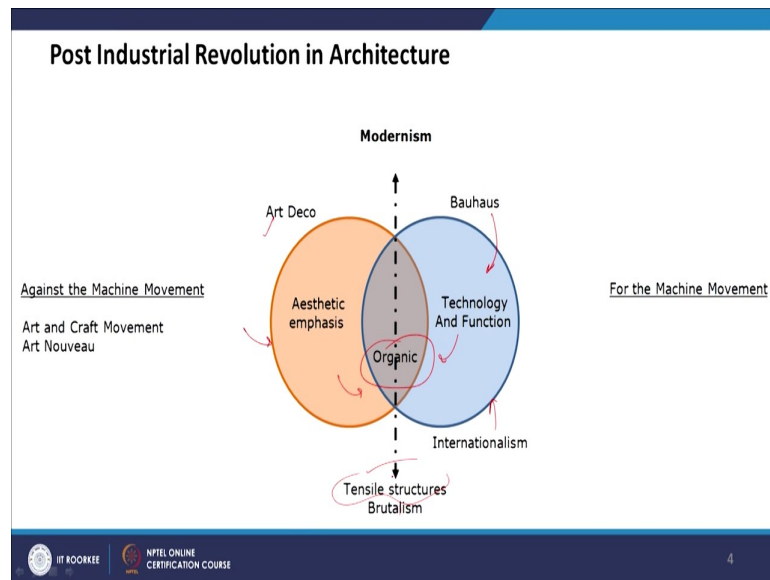 Post Industrial Revolution in Architecture
Modernism
Art Deco
Bauhaus
Against the Machine Movement
For the Machine Movement
Art and Craft Movement
Art Nouveau
Aesthetic
emphasis
Technology
And Function
Organic
Internationalism
Tensile structures
Brutalism
IIT ROORKEE
NPTEL ONLINE
CERTIFICATION COURSE
4